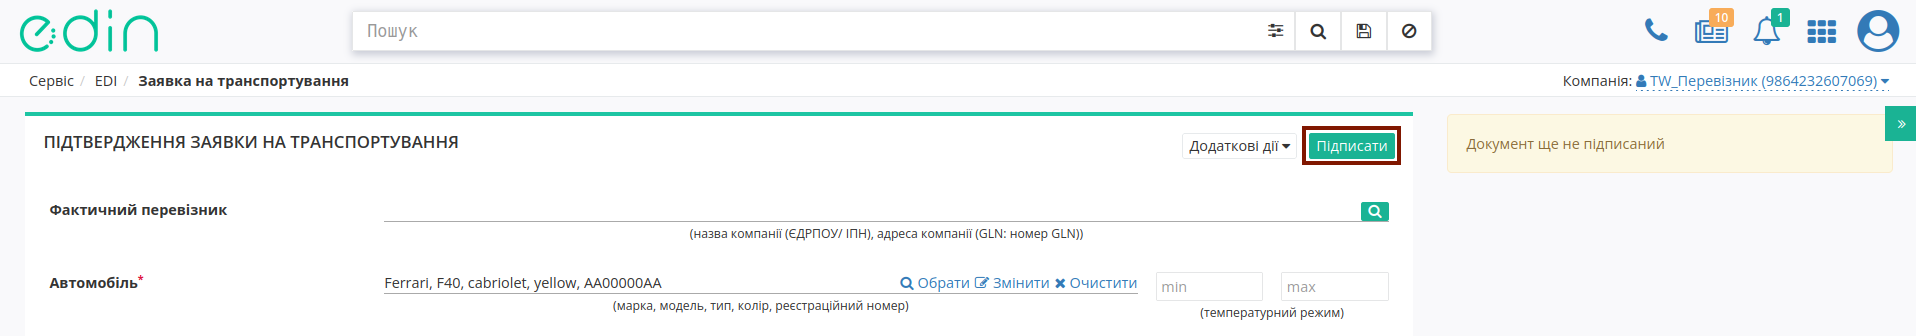 edin
Пошук
10
1
Сервіс / EDI / Заявка на транспортування
Компанія: TW_Перевізник (9864232607069)
»
ПІДТВЕРДЖЕННЯ ЗАЯВКИ НА ТРАНСПОРТУВАННЯ
Додаткові дії
Підписати
Документ ще не підписаний
Фактичний перевізник
(назва компанії (ЄДРПОУ/ ІПН), адреса компанії (GLN: номер GLN))
Автомобіль*
Ferrari, F40, cabriolet, yellow, AA00000AA
Обрати Змінити Очистити
min
max
(марка, модель, тип, колір, реєстраційний номер)
(температурний режим)